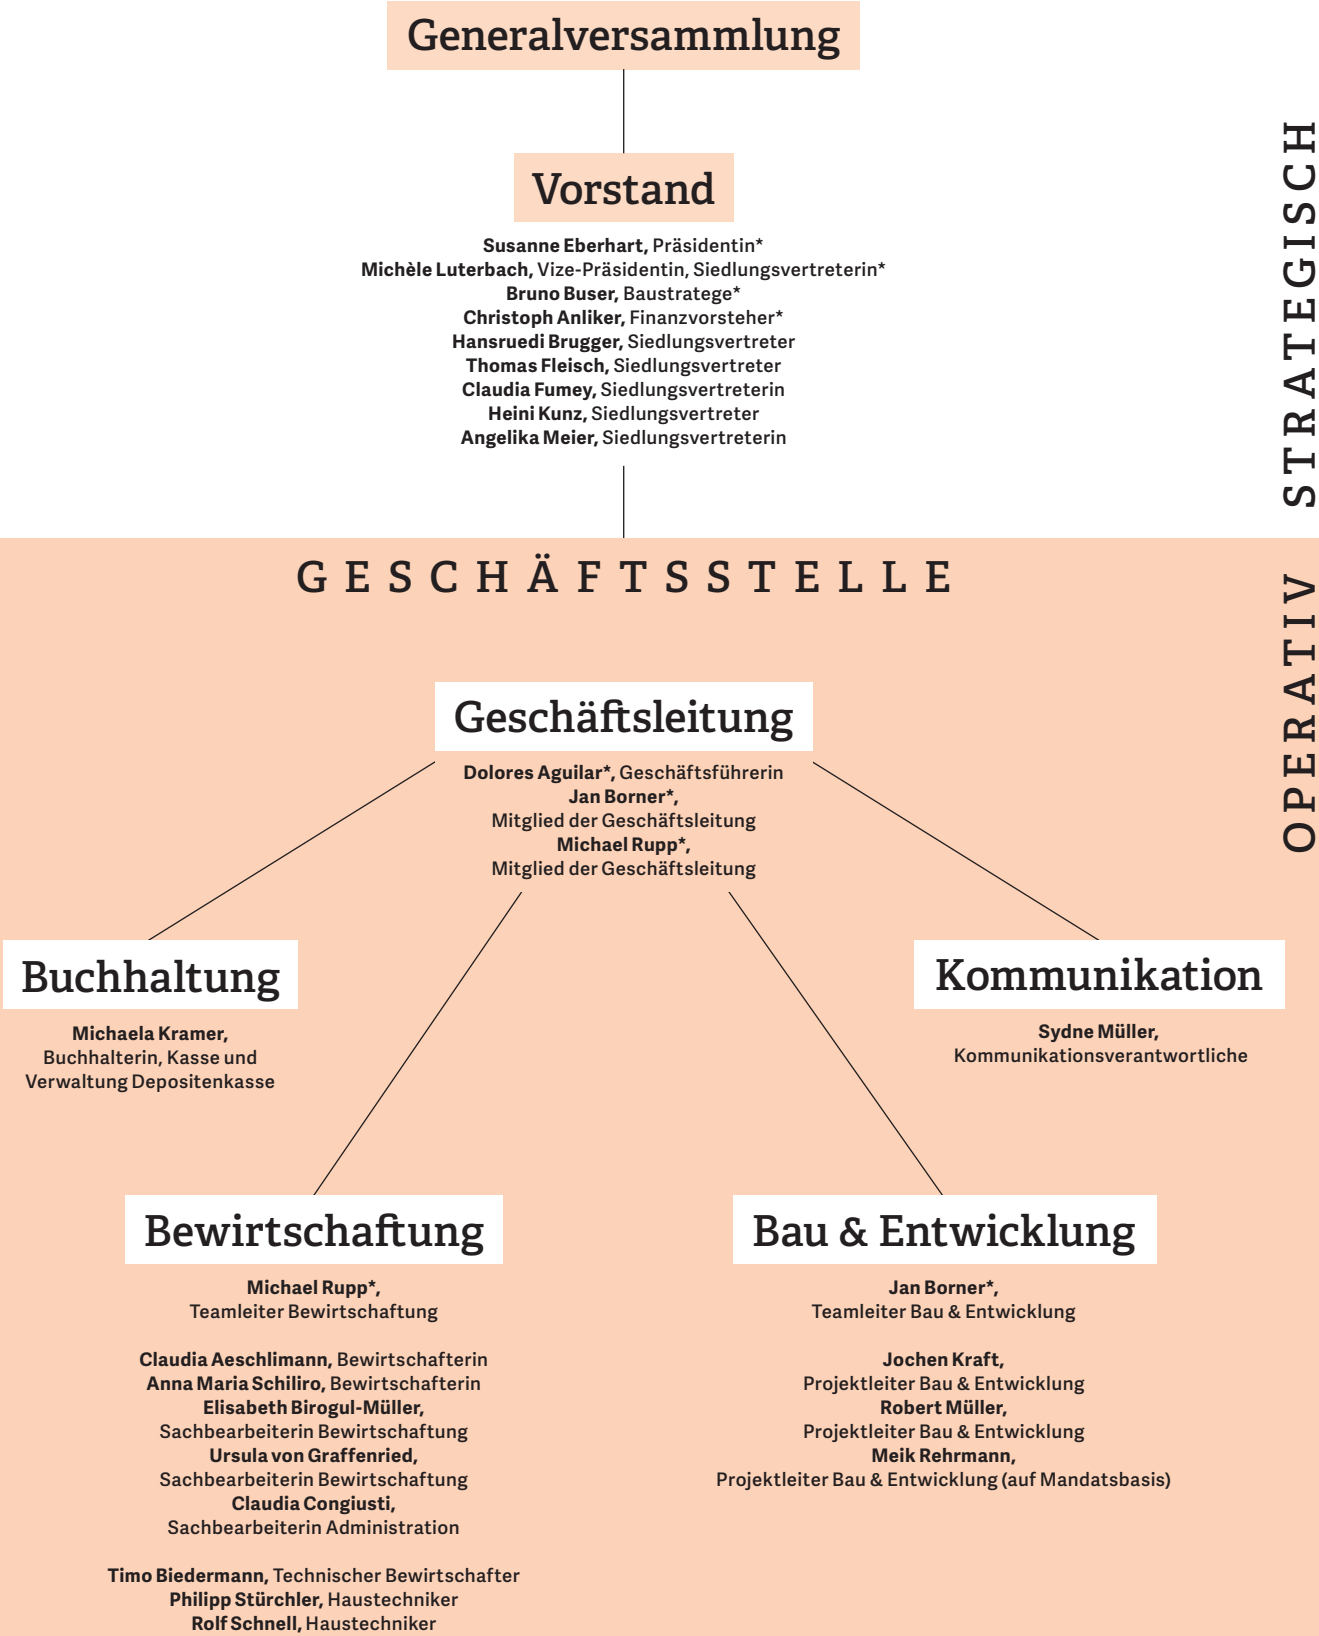 Generalversammlung
Vorstand
Susanne Eberhart, Präsidentin*
Michèle Luterbach, Vize-Präsidentin, Siedlungsvertreterin*
Bruno Buser, Baustratege*
Christoph Anliker, Finanzvorsteher*
Hansruedi Brugger, Siedlungsvertreter
Thomas Fleisch, Siedlungsvertreter
Claudia Fumey, Siedlungsvertreterin
Heini Kunz, Siedlungsvertreter
Angelika Meier, Siedlungsvertreterin
STRATEGISCH
GESCHÄFTSSTELLE
OPERATIV
Geschäftsleitung
Dolores Aguilar*, Geschäftsführerin
Jan Borner*,
Mitglied der Geschäftsleitung
Michael Rupp*,
Mitglied der Geschäftsleitung
Buchhaltung
Michaela Kramer,
Buchhalterin, Kasse und
Verwaltung Depositenkasse
Kommunikation
Sydne Müller,
Kommunikationsverantwortliche
Bewirtschaftung
Michael Rupp*,
Teamleiter Bewirtschaftung
Claudia Aeschlimann, Bewirtschafterin
Anna Maria Schiliro, Bewirtschafterin
Elisabeth Birogul-Müller,
Sachbearbeiterin Bewirtschaftung
Ursula von Graffenried,
Sachbearbeiterin Bewirtschaftung
Claudia Congiusti,
Sachbearbeiterin Administration
Timo Biedermann, Technischer Bewirtschafter
Philipp Stürchler, Haustechniker
Rolf Schnell, Haustechniker
Bau & Entwicklung
Jan Borner*,
Teamleiter Bau & Entwicklung
Jochen Kraft,
Projektleiter Bau & Entwicklung
Robert Müller,
Projektleiter Bau & Entwicklung
Meik Rehrmann,
Projektleiter Bau & Entwicklung (auf Mandatsbasis)